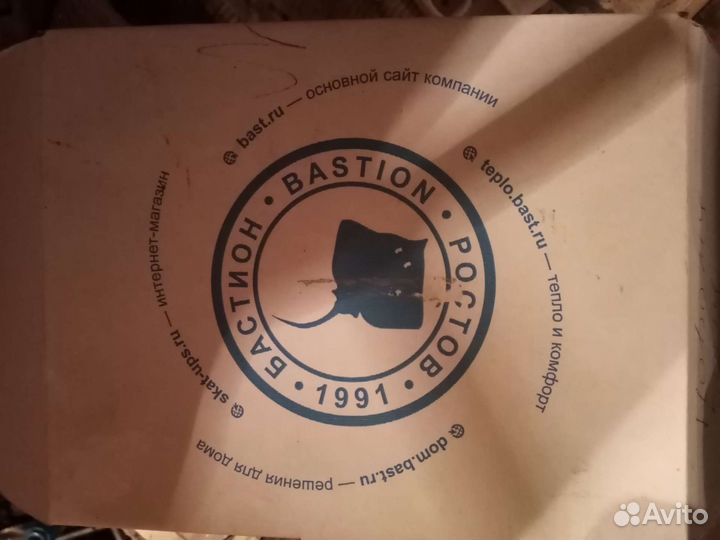 bast.ru — основной сайт компании
teplo.bast.ru — тепло и комфорт
dom.bast.ru — решения для дома
skat-ups.ru — интернет-магазин
БАСТИОН • BASTION • РОСТОВ • 1991 •
Avito